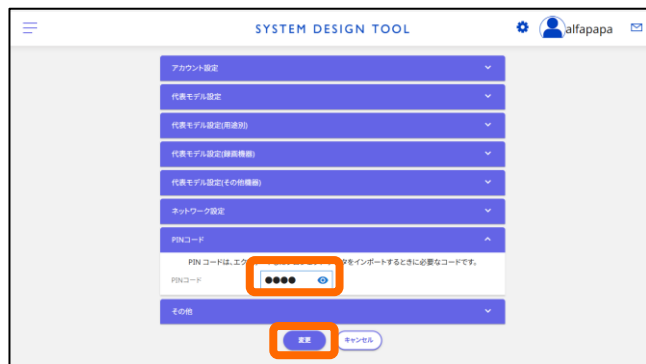 SYSTEM DESIGN TOOL
alfapapa
アカウント設定
代表モデル設定
代表モデル設定(用途別)
代表モデル設定(録画機器)
代表モデル設定(その他機器)
ネットワーク設定
PINコード
PIN コードは、エク をインポートするときに必要なコードです。
PINコード
その他
変更
キャンセル